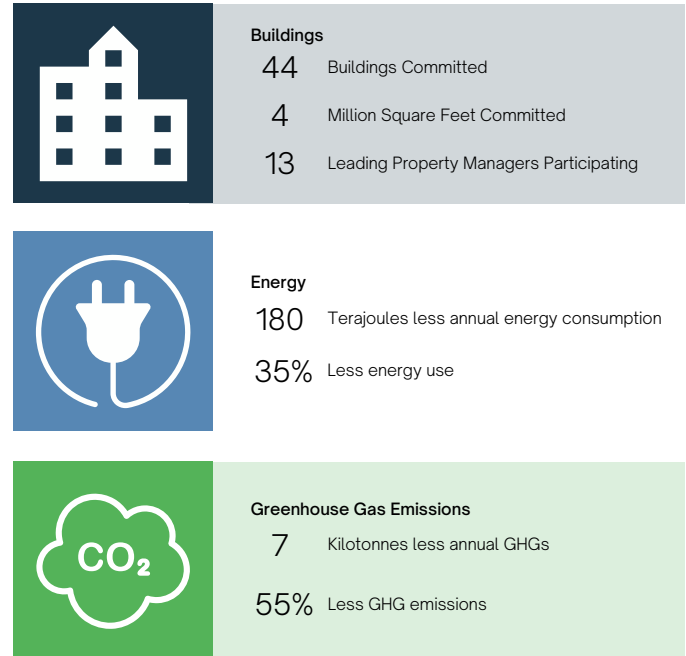 Buildings
44 Buildings Committed
4 Million Square Feet Committed
13 Leading Property Managers Participating
Energy
180 Terajoules less annual energy consumption
35% Less energy use
Greenhouse Gas Emissions
CO₂
7 Kilotonnes less annual GHGs
55% Less GHG emissions